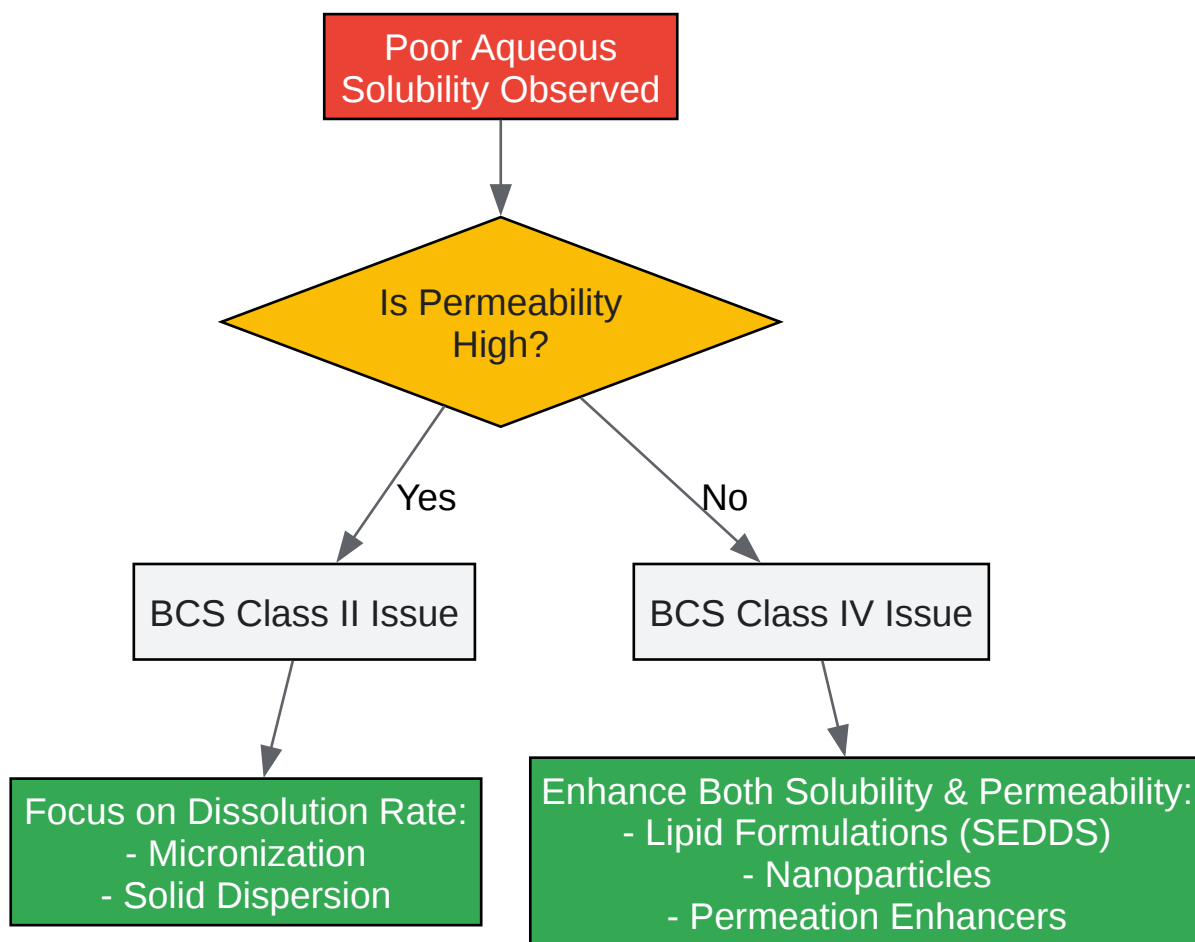 Poor Aqueous
Solubility Observed
Is Permeability
High?
Yes
No
BCS Class II Issue
BCS Class IV Issue
Focus on Dissolution Rate:
- Micronization
- Solid Dispersion
Enhance Both Solubility & Permeability:
- Lipid Formulations (SEDDS)
- Nanoparticles
- Permeation Enhancers